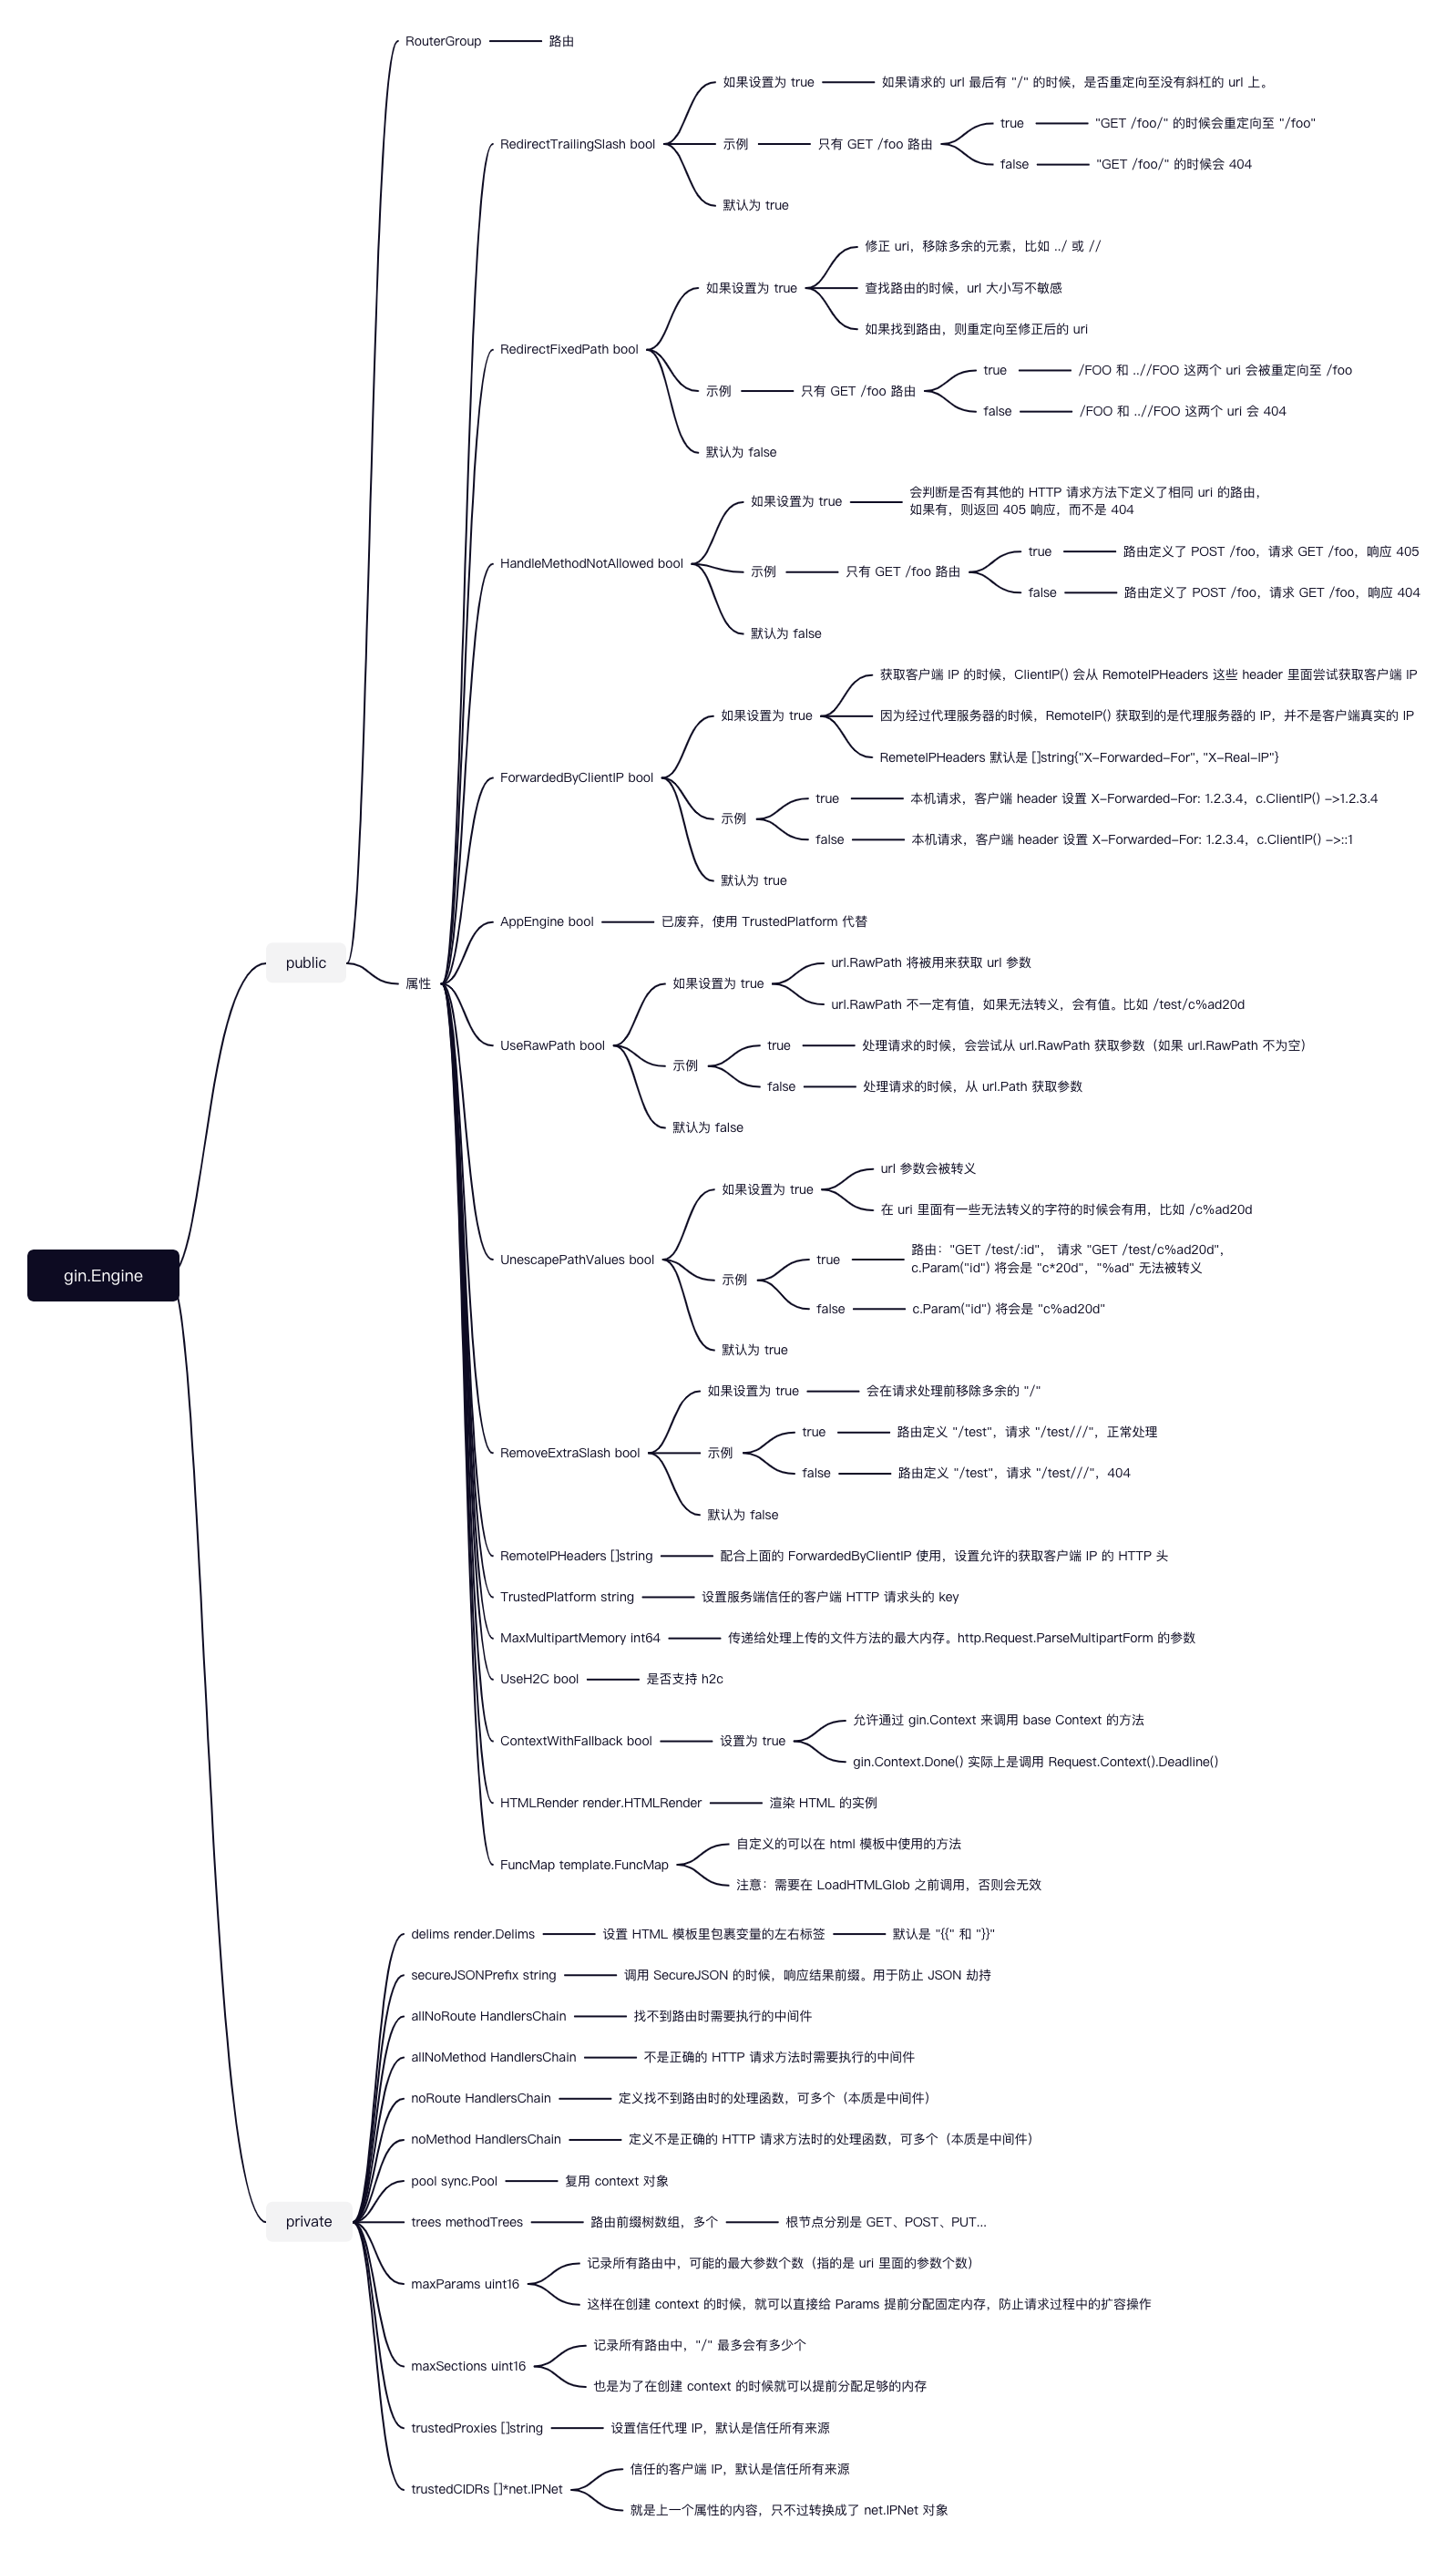 RouterGroup
路由
如果设置为 true
如果请求的 url 最后有 "/" 的时候，是否重定向至没有斜杠的 url 上。
RedirectTrailingSlash bool
示例
只有 GET /foo 路由
true
"GET /foo/" 的时候会重定向至 "/foo"
false
"GET /foo/" 的时候会 404
默认为 true
RedirectFixedPath bool
如果设置为 true
修正 uri，移除多余的元素，比如 ../ 或 //
查找路由的时候，url 大小写不敏感
如果找到路由，则重定向至修正后的 uri
示例
只有 GET /foo 路由
true
/FOO 和 ..//FOO 这两个 uri 会被重定向至 /foo
false
/FOO 和 ..//FOO 这两个 uri 会 404
默认为 false
HandleMethodNotAllowed bool
如果设置为 true
会判断是否有其他的 HTTP 请求方法下定义了相同 uri 的路由，
如果有，则返回 405 响应，而不是 404
示例
只有 GET /foo 路由
true
路由定义了 POST /foo，请求 GET /foo，响应 405
false
路由定义了 POST /foo，请求 GET /foo，响应 404
默认为 false
ForwardedByClientIP bool
如果设置为 true
获取客户端 IP 的时候，ClientIP() 会从 RemoteIPHeaders 这些 header 里面尝试获取客户端 IP
因为经过代理服务器的时候，RemoteIP() 获取到的是代理服务器的 IP，并不是客户端真实的 IP
RemeteIPHeaders 默认是 []string{"X-Forwarded-For", "X-Real-IP"}
示例
true
本机请求，客户端 header 设置 X-Forwarded-For: 1.2.3.4，c.ClientIP() ->1.2.3.4
false
本机请求，客户端 header 设置 X-Forwarded-For: 1.2.3.4，c.ClientIP() ->::1
默认为 true
AppEngine bool
已废弃，使用 TrustedPlatform 代替
public
属性
UseRawPath bool
如果设置为 true
url.RawPath 将被用来获取 url 参数
url.RawPath 不一定有值，如果无法转义，会有值。比如 /test/c%ad20d
示例
true
处理请求的时候，会尝试从 url.RawPath 获取参数（如果 url.RawPath 不为空）
false
处理请求的时候，从 url.Path 获取参数
默认为 false
gin.Engine
UnescapePathValues bool
如果设置为 true
url 参数会被转义
在 uri 里面有一些无法转义的字符的时候会有用，比如 /c%ad20d
示例
true
路由："GET /test/:id"， 请求 "GET /test/c%ad20d"，
c.Param("id") 将会是 "c*20d"，"%ad" 无法被转义
false
c.Param("id") 将会是 "c%ad20d"
默认为 true
RemoveExtraSlash bool
如果设置为 true
会在请求处理前移除多余的 "/"
示例
true
路由定义 "/test"，请求 "/test///"，正常处理
false
路由定义 "/test"，请求 "/test///"，404
默认为 false
RemoteIPHeaders []string
配合上面的 ForwardedByClientIP 使用，设置允许的获取客户端 IP 的 HTTP 头
TrustedPlatform string
设置服务端信任的客户端 HTTP 请求头的 key
MaxMultipartMemory int64
传递给处理上传的文件方法的最大内存。http.Request.ParseMultipartForm 的参数
UseH2C bool
是否支持 h2c
ContextWithFallback bool
设置为 true
允许通过 gin.Context 来调用 base Context 的方法
gin.Context.Done() 实际上是调用 Request.Context().Deadline()
HTMLRender render.HTMLRender
渲染 HTML 的实例
FuncMap template.FuncMap
自定义的可以在 html 模板中使用的方法
注意：需要在 LoadHTMLGlob 之前调用，否则会无效
delims render.Delims
设置 HTML 模板里包裹变量的左右标签
默认是 "{{" 和 "}}"
secureJSONPrefix string
调用 SecureJSON 的时候，响应结果前缀。用于防止 JSON 劫持
allNoRoute HandlersChain
找不到路由时需要执行的中间件
allNoMethod HandlersChain
不是正确的 HTTP 请求方法时需要执行的中间件
noRoute HandlersChain
定义找不到路由时的处理函数，可多个（本质是中间件）
noMethod HandlersChain
定义不是正确的 HTTP 请求方法时的处理函数，可多个（本质是中间件）
pool sync.Pool
复用 context 对象
private
trees methodTrees
路由前缀树数组，多个
根节点分别是 GET、POST、PUT...
maxParams uint16
记录所有路由中，可能的最大参数个数（指的是 uri 里面的参数个数）
这样在创建 context 的时候，就可以直接给 Params 提前分配固定内存，防止请求过程中的扩容操作
maxSections uint16
记录所有路由中，"/" 最多会有多少个
也是为了在创建 context 的时候就可以提前分配足够的内存
trustedProxies []string
设置信任代理 IP，默认是信任所有来源
trustedCIDRs []*net.IPNet
信任的客户端 IP，默认是信任所有来源
就是上一个属性的内容，只不过转换成了 net.IPNet 对象